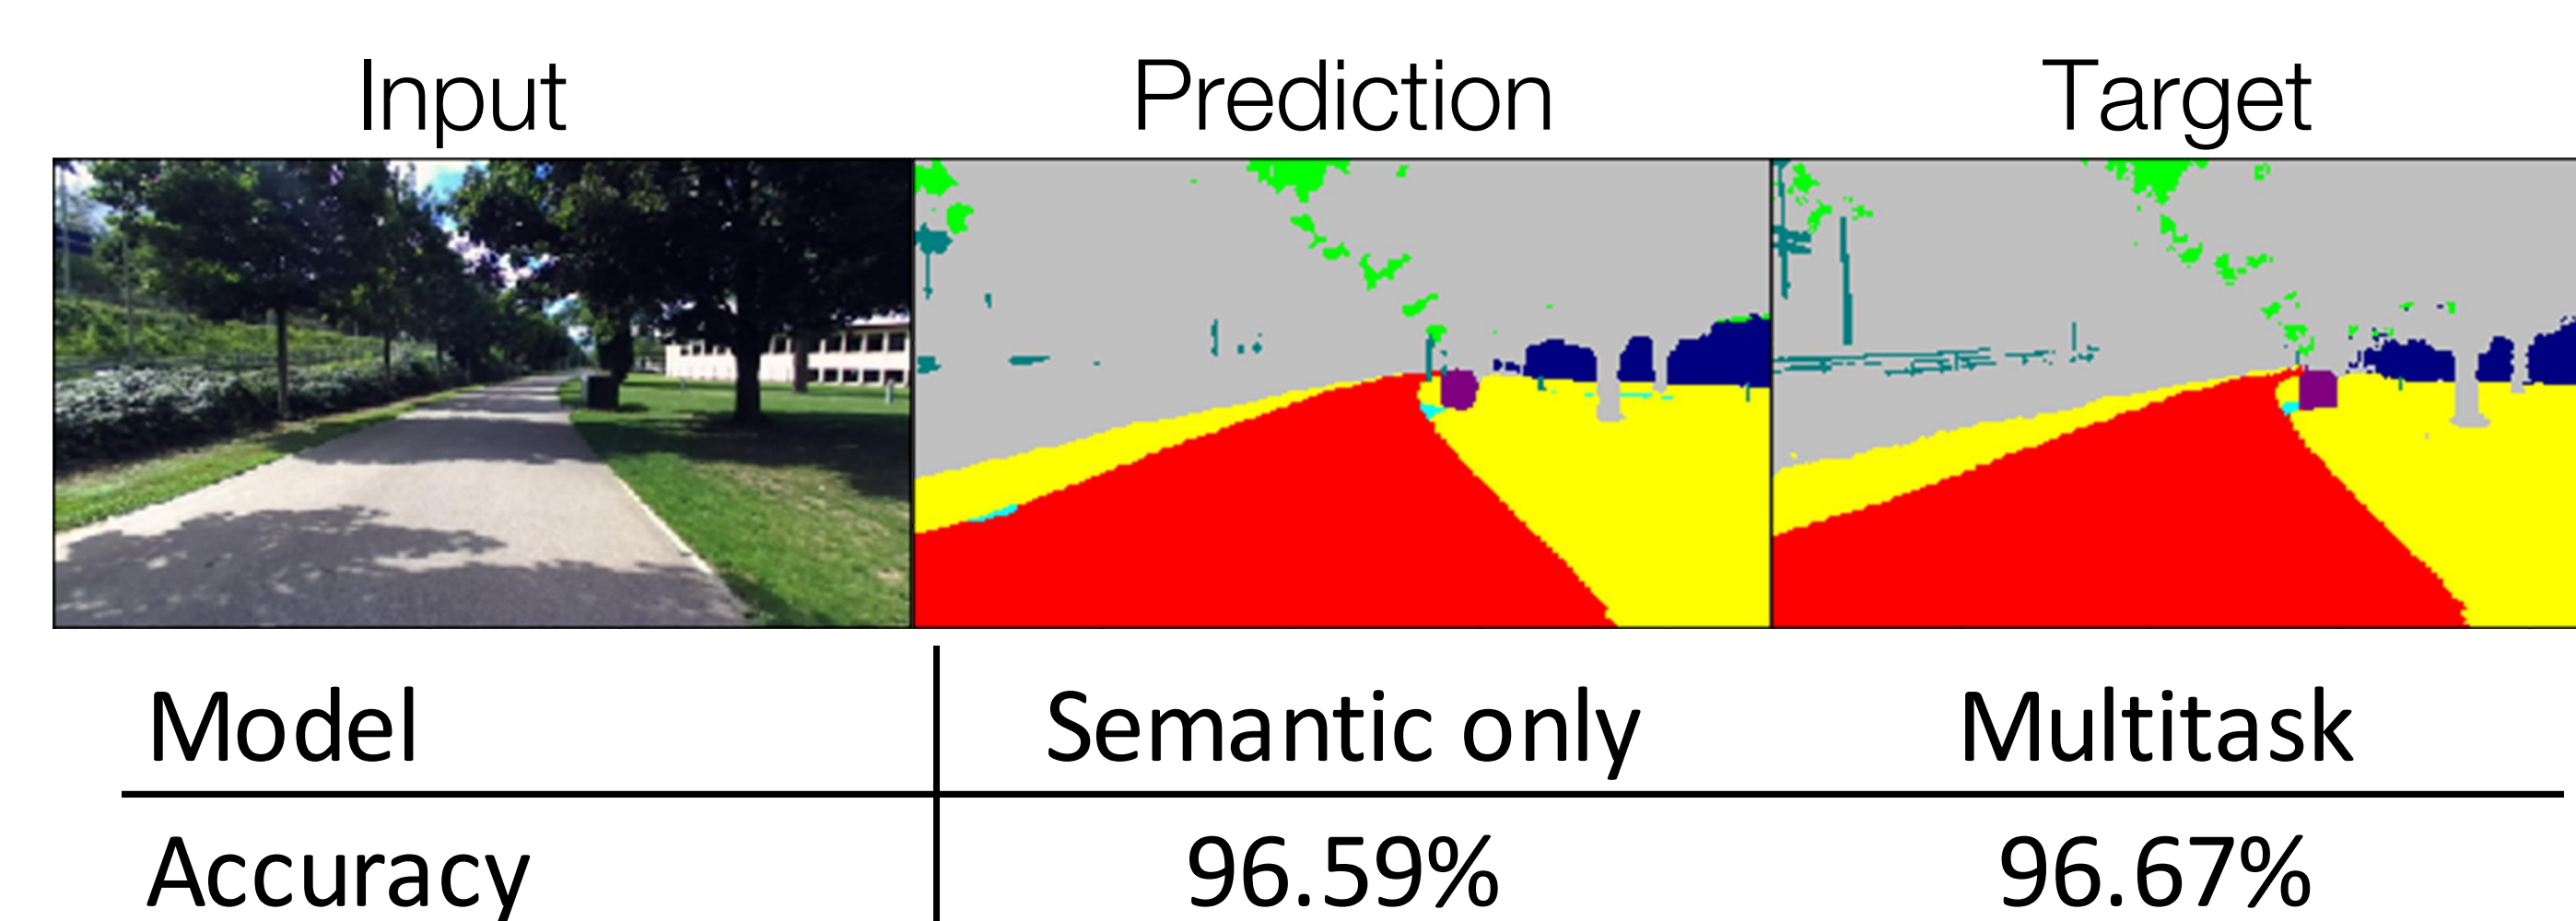 Input Prediction Target
Model Semantic only Multitask
Accuracy 96.59% 96.67%